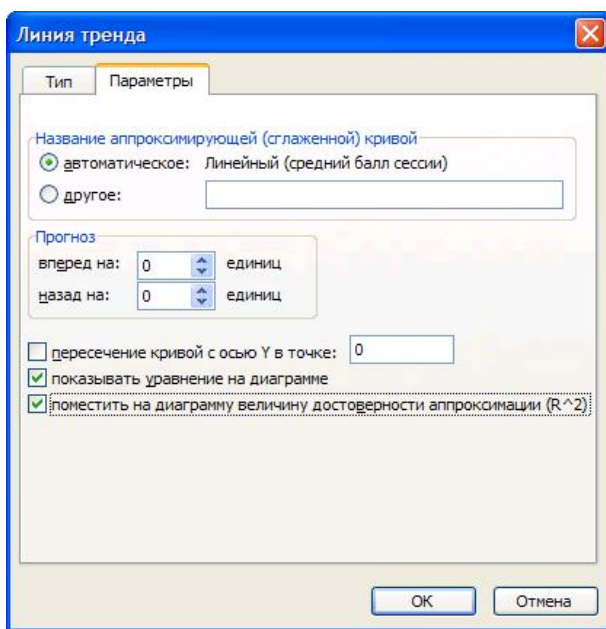 Линия тренда
Тип Параметры
Название аппроксимирующей (сглаженной) кривой
автоматическое: Линейный (средний балл сессии)
другое:
Прогноз
вперед на: 0 единиц
назад на: 0 единиц
пересечение кривой с осью Y в точке: 0
показывать уравнение на диаграмме
поместить на диаграмму величину достоверности аппроксимации (R^2)
ОК Отмена